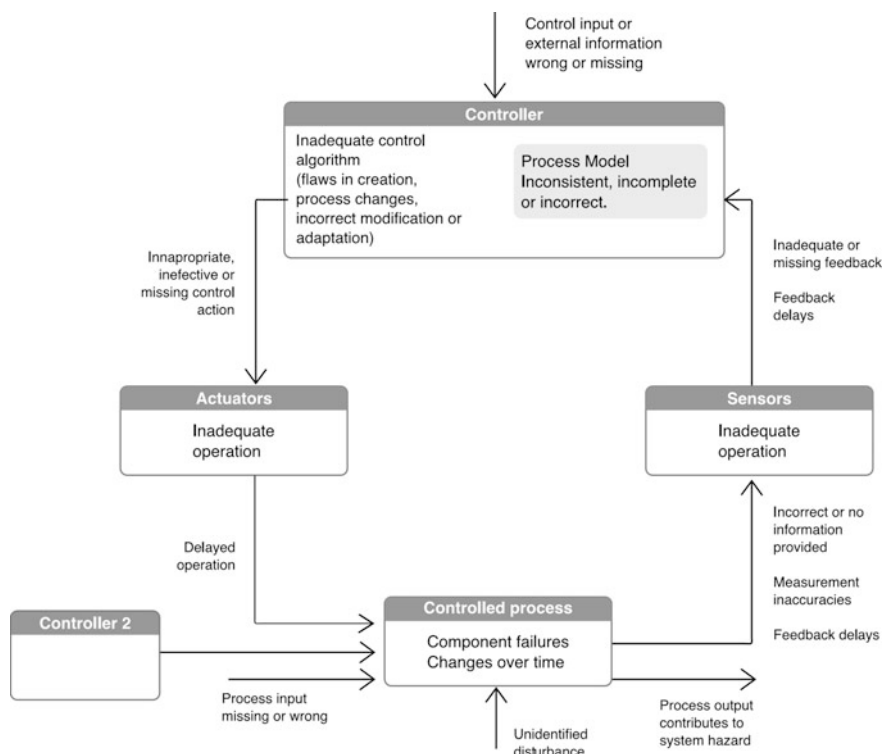 Control input or
external information
wrong or missing
Controller
Inadequate control
algorithm
(flaws in creation,
process changes,
incorrect modification or
adaptation)
Process Model
Inconsistent, incomplete
or incorrect.
Innapropriate,
inefective or
missing control
action
Inadequate or
missing feedback
Feedback
delays
Actuators
Inadequate
operation
Sensors
Inadequate
operation
Delayed
operation
Incorrect or no
information
provided
Measurement
inaccuracies
Feedback delays
Controller 2
Controlled process
Component failures
Changes over time
Process input
missing or wrong
Process output
contributes to
system hazard
Unidentified
disturbance